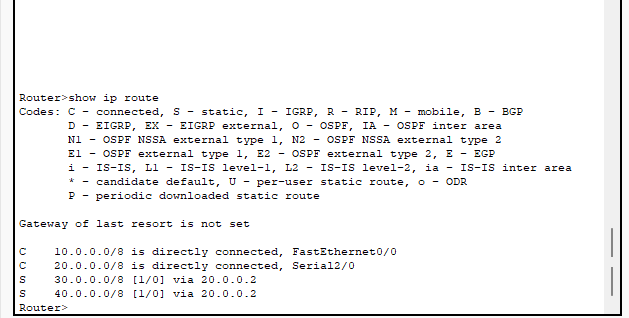 Router>show ip route
Codes: C - connected, S - static, I - IGRP, R - RIP, M - mobile, B - BGP
       D - EIGRP, EX - EIGRP external, O - OSPF, IA - OSPF inter area
       N1 - OSPF NSSA external type 1, N2 - OSPF NSSA external type 2
       E1 - OSPF external type 1, E2 - OSPF external type 2, E - EGP
       i - IS-IS, L1 - IS-IS level-1, L2 - IS-IS level-2, ia - IS-IS inter area
       * - candidate default, U - per-user static route, o - ODR
       P - periodic downloaded static route
Gateway of last resort is not set
C    10.0.0.0/8 is directly connected, FastEthernet0/0
C    20.0.0.0/8 is directly connected, Serial2/0
S    30.0.0.0/8 [1/0] via 20.0.0.2
S    40.0.0.0/8 [1/0] via 20.0.0.2
Router>